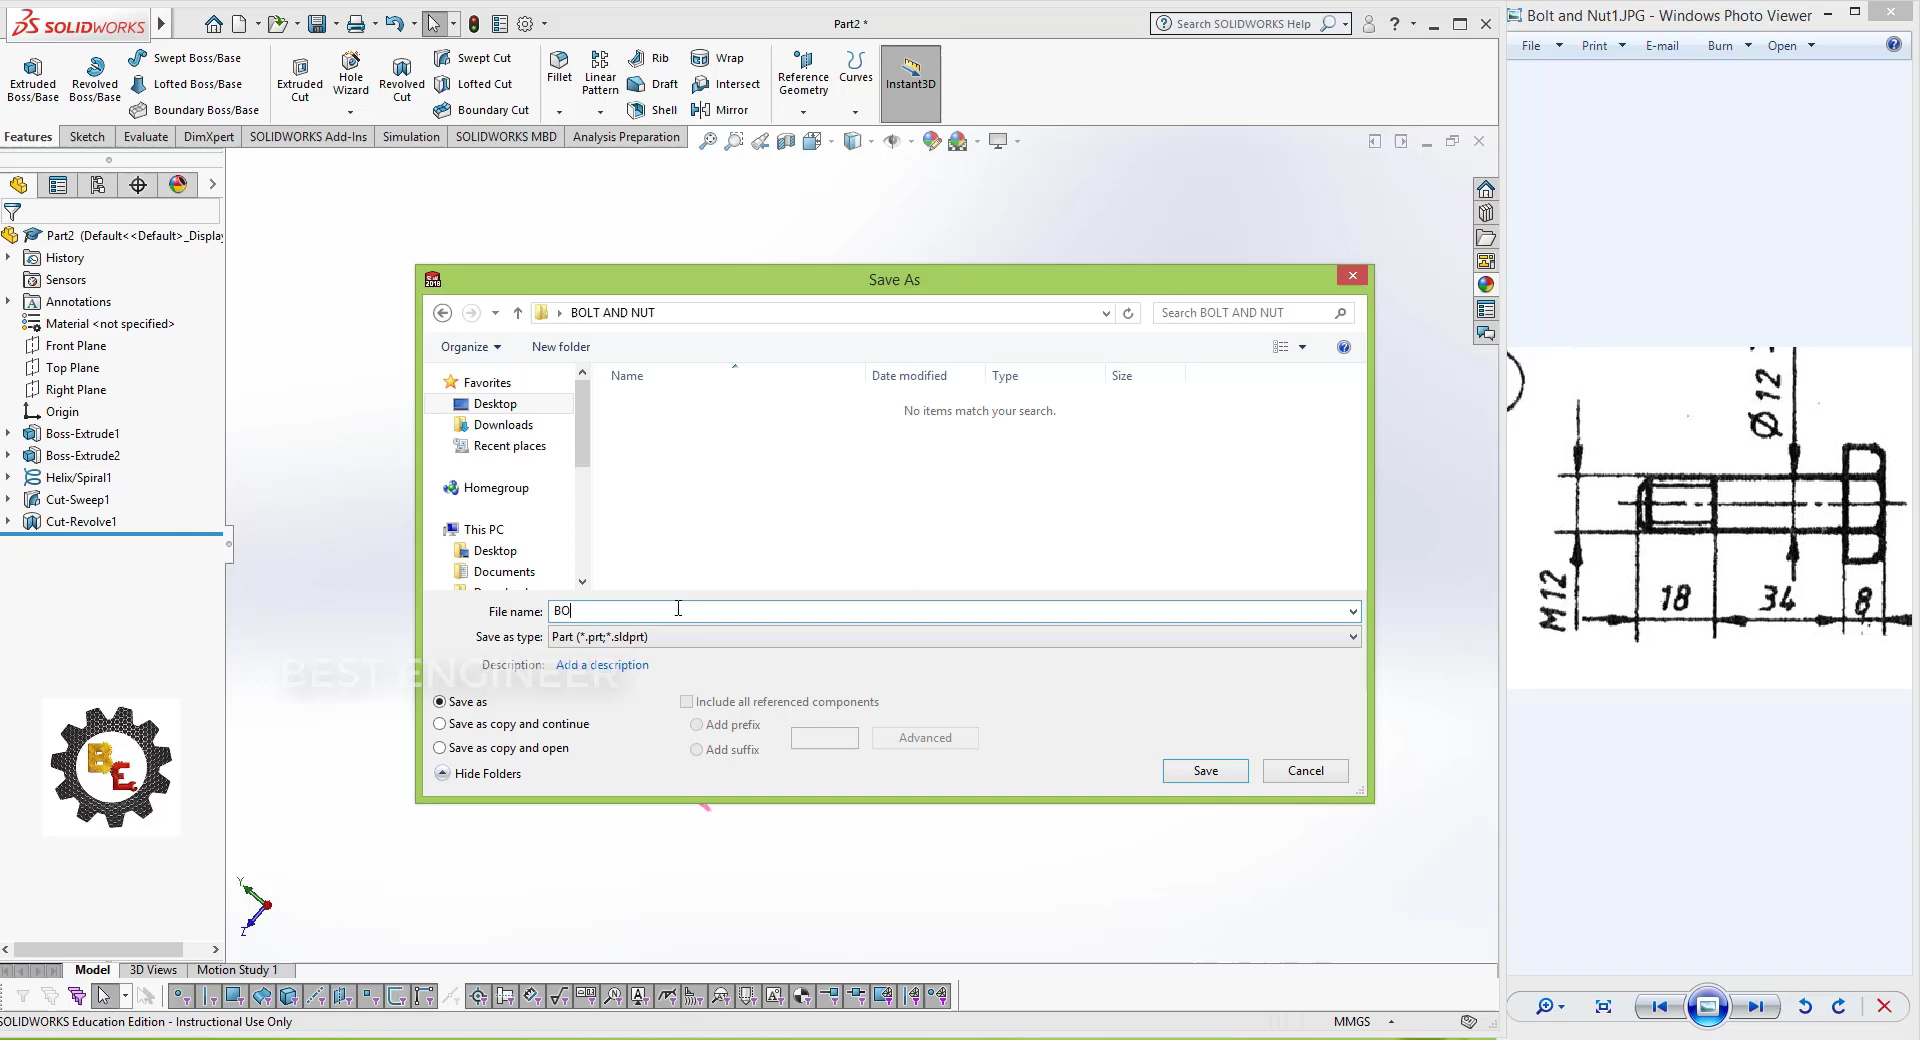 SOLIDWORKS
Part2 *
Search SOLIDWORKS Help
Bolt and Nut1.JPG - Windows Photo Viewer
File
Print
E-mail
Burn
Open
Extruded Boss/Base
Revolved Boss/Base
Swept Boss/Base
Lofted Boss/Base
Boundary Boss/Base
Extruded Cut
Hole Wizard
Revolved Cut
Swept Cut
Lofted Cut
Boundary Cut
Fillet
Linear Pattern
Rib
Draft
Shell
Wrap
Intersect
Mirror
Reference Geometry
Curves
Instant3D
Features
Sketch
Evaluate
DimXpert
SOLIDWORKS Add-Ins
Simulation
SOLIDWORKS MBD
Analysis Preparation
Part2 (Default<<Default>_Display
History
Sensors
Annotations
Material <not specified>
Front Plane
Top Plane
Right Plane
Origin
Boss-Extrude1
Boss-Extrude2
Helix/Spiral1
Cut-Sweep1
Cut-Revolve1
Save As
BOLT AND NUT
Search BOLT AND NUT
Organize
New folder
Favorites
Desktop
Downloads
Recent places
Homegroup
This PC
Desktop
Documents
Name
Date modified
Type
Size
No items match your search.
File name: BO
Save as type: Part (*.prt;*.sldprt)
Description: Add a description
BEST ENGINEER
Save as
Save as copy and continue
Save as copy and open
Include all referenced components
Add prefix
Add suffix
Advanced
Hide Folders
Save
Cancel
BE
Y
Z
Ø12
M12
18
34
8
Model
3D Views
Motion Study 1
SOLIDWORKS Education Edition - Instructional Use Only
MMGS